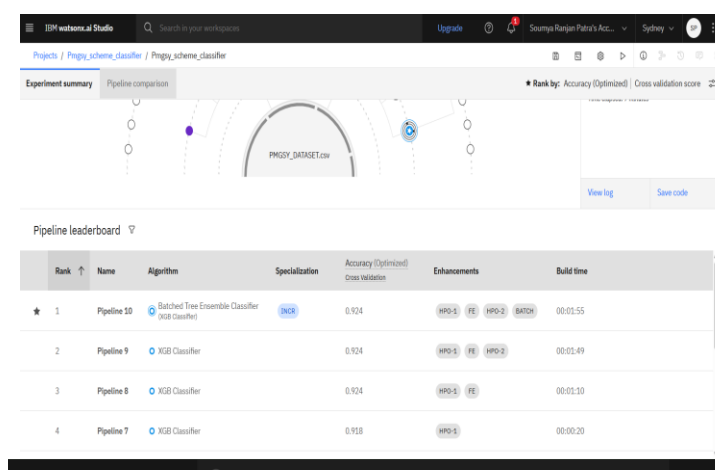 IBM watsonx.ai Studio
Search in your workspaces
Upgrade
1
Soumya Ranjan Patra's Acc...
Sydney
SP
Projects / Pmgsy_scheme_classifier / Pmgsy_scheme_classifier
Experiment summary
Pipeline comparison
★ Rank by: Accuracy (Optimized) | Cross validation score
PMGSY_DATASET.csv
View log
Save code
Pipeline leaderboard
Rank ↑ Name Algorithm Specialization Accuracy (Optimized) Enhancements Build time
Cross Validation
★ 1 Pipeline 10 Batched Tree Ensemble Classifier INCR 0.924 HPO-1 FE HPO-2 BATCH 00:01:55
(XGB Classifier)
2 Pipeline 9 XGB Classifier 0.924 HPO-1 FE HPO-2 00:01:49
3 Pipeline 8 XGB Classifier 0.924 HPO-1 FE 00:01:10
4 Pipeline 7 XGB Classifier 0.918 HPO-1 00:00:20